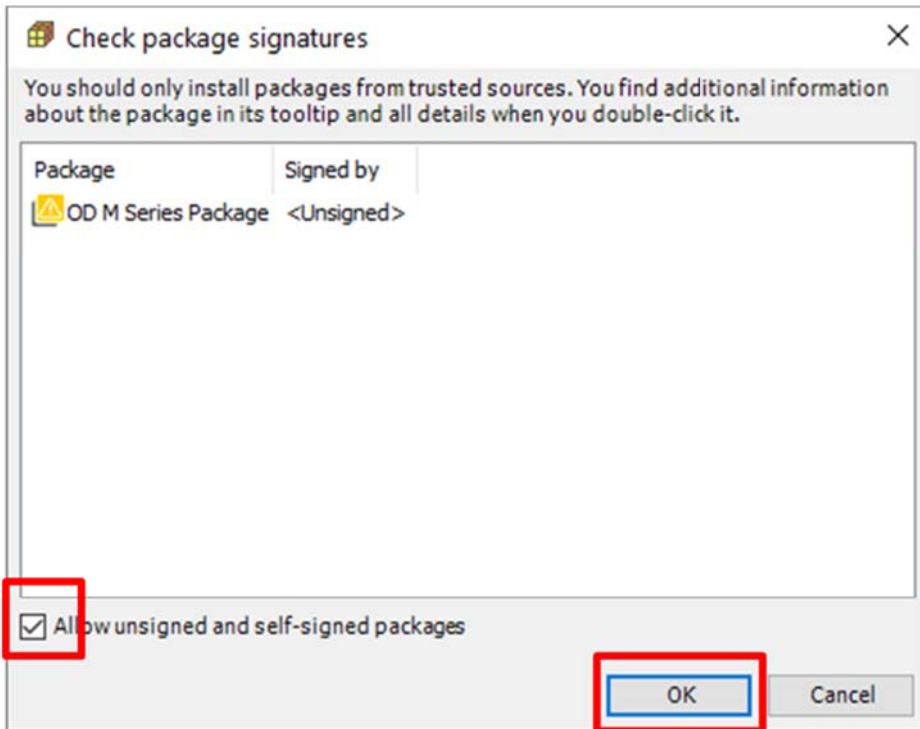 Check package signatures
You should only install packages from trusted sources. You find additional information
about the package in its tooltip and all details when you double-click it.
Package Signed by
OD M Series Package <Unsigned>
Allow unsigned and self-signed packages
OK Cancel